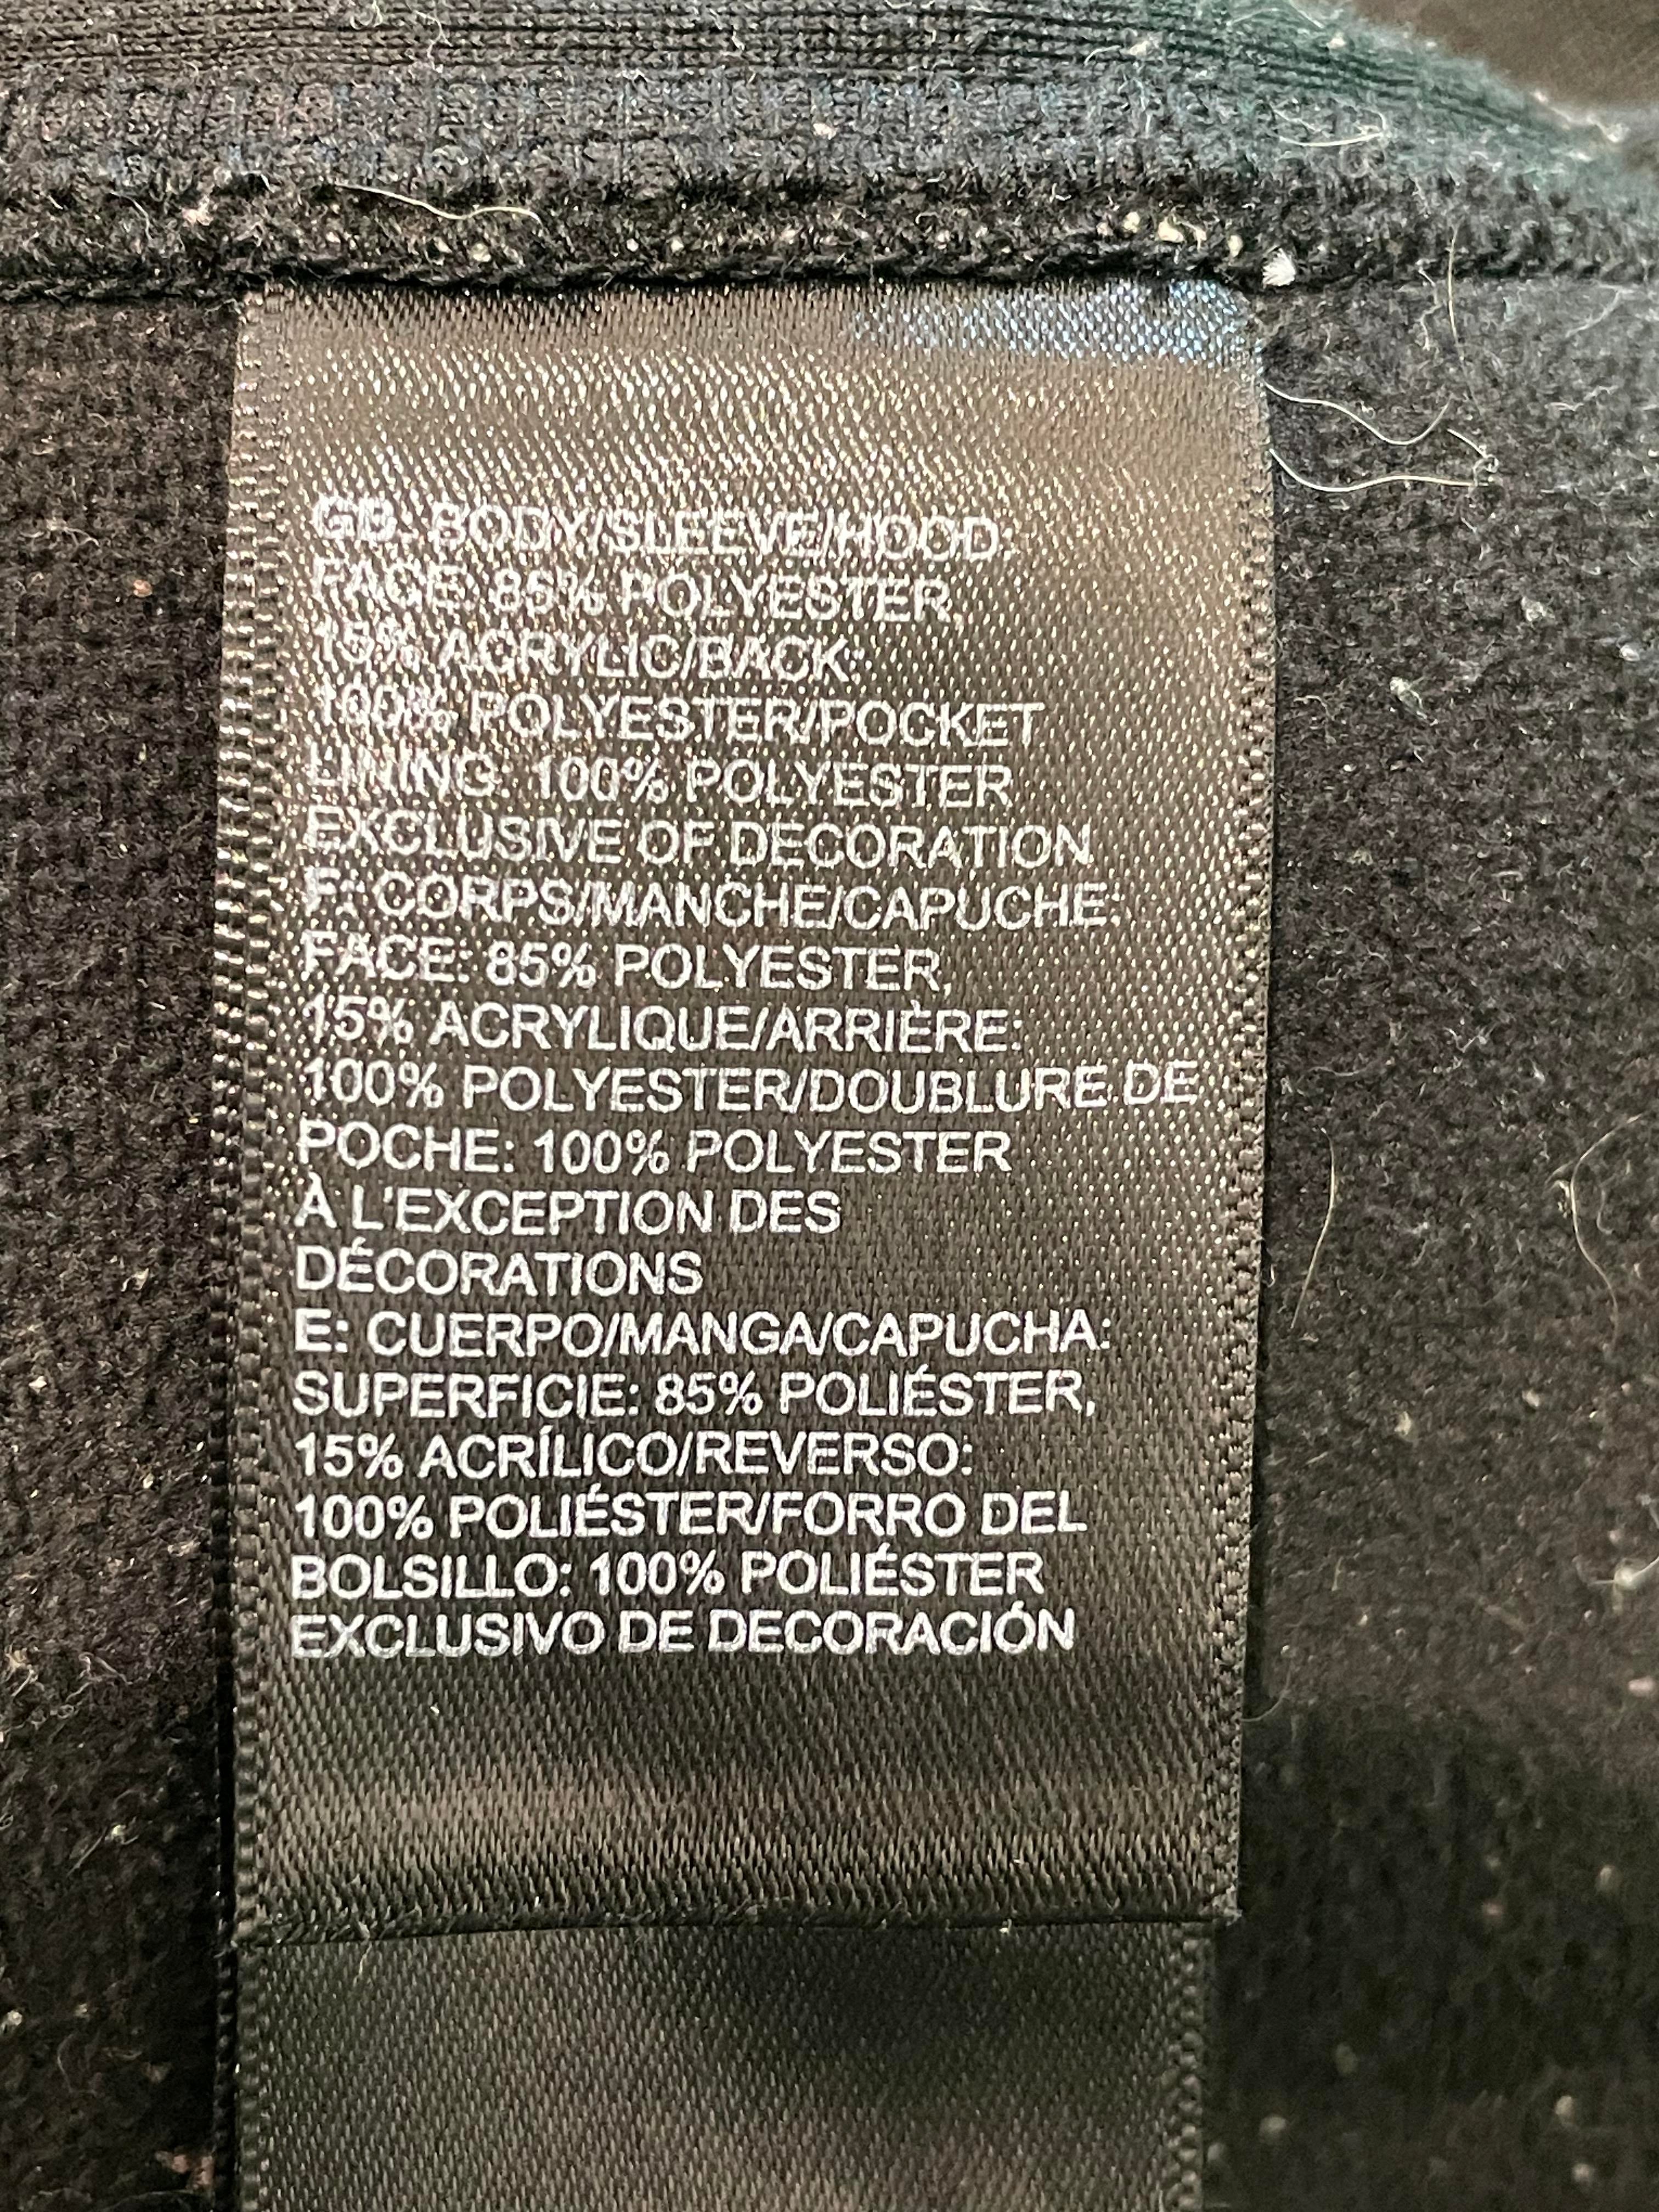 GB: BODY/SLEEVE/HOOD:
FACE: 85% POLYESTER,
15% ACRYLIC/BACK:
100% POLYESTER/POCKET
LINING: 100% POLYESTER
EXCLUSIVE OF DECORATION
F: CORPS/MANCHE/CAPUCHE:
FACE: 85% POLYESTER,
15% ACRYLIQUE/ARRIÈRE:
100% POLYESTER/DOUBLURE DE
POCHE: 100% POLYESTER
À L'EXCEPTION DES
DÉCORATIONS
E: CUERPO/MANGA/CAPUCHA:
SUPERFICIE: 85% POLIÉSTER,
15% ACRÍLICO/REVERSO:
100% POLIÉSTER/FORRO DEL
BOLSILLO: 100% POLIÉSTER
EXCLUSIVO DE DECORACIÓN